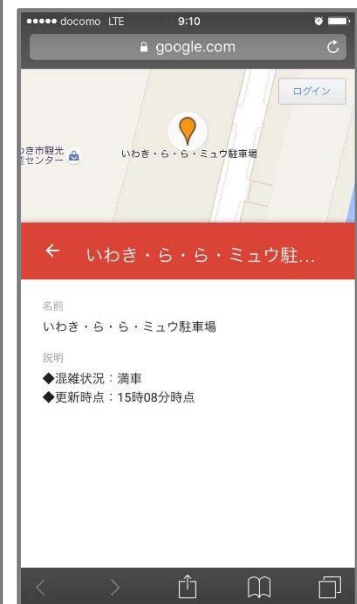 docomo LTE 9:10
google.com
ログイン
いわき・ら・ら・ミュウ駐車場
き市観光
センター
← いわき・ら・ら・ミュウ駐...
名前
いわき・ら・ら・ミュウ駐車場
説明
◆混雑状況：満車
◆更新時点：15時08分時点